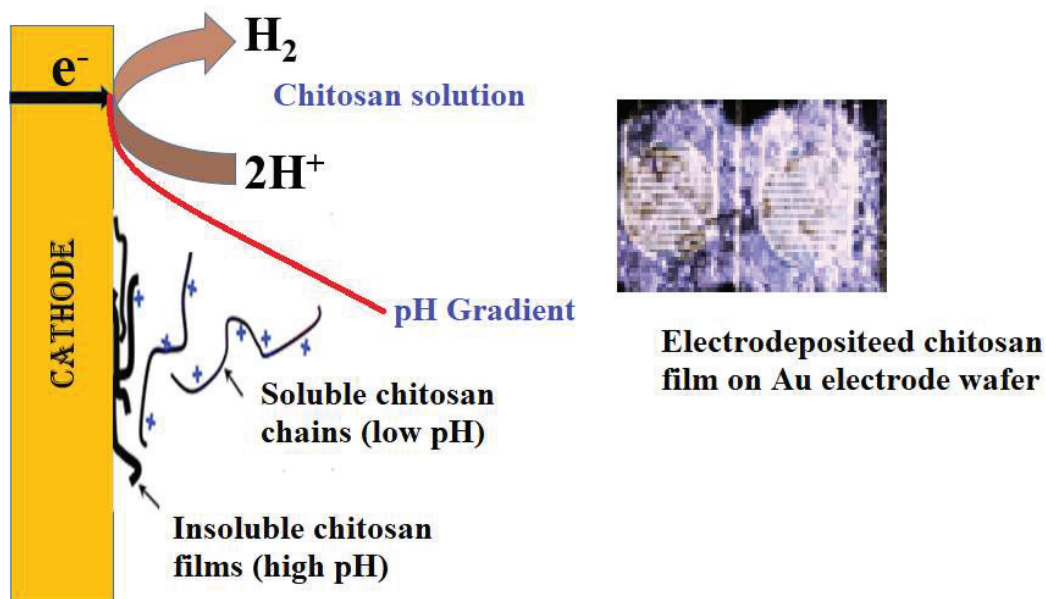 H₂
e⁻
Chitosan solution
2H⁺
CATHODE
pH Gradient
Soluble chitosan
chains (low pH)
Insoluble chitosan
films (high pH)
Electrodepositeed chitosan
film on Au electrode wafer